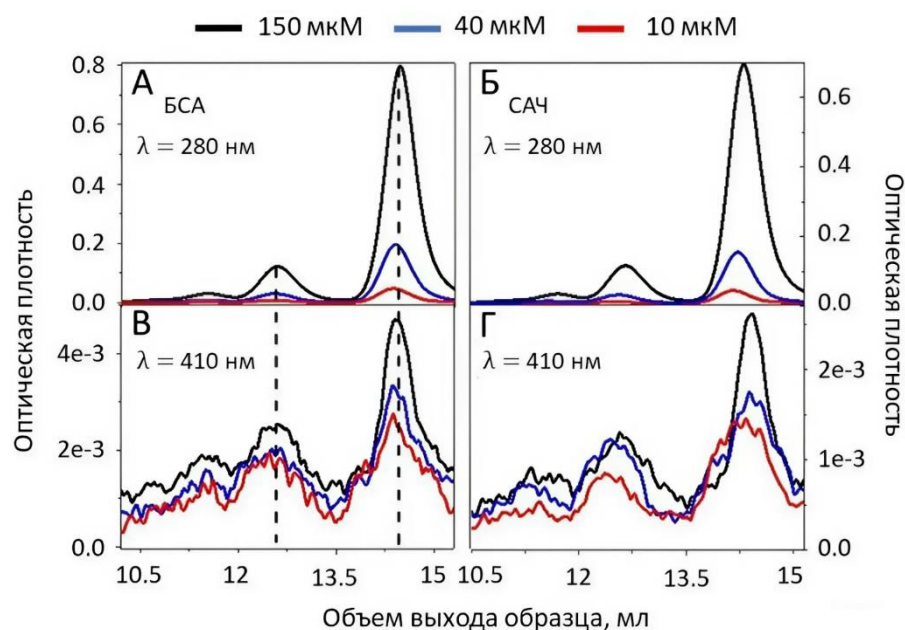 150 мкМ 40 мкМ 10 мкМ
А
БСА
λ = 280 нм
0.8
0.6
0.4
0.2
0.0
Б
САЧ
λ = 280 нм
0.6
0.4
0.2
0.0
В
λ = 410 нм
4e-3
2e-3
0.0
Г
λ = 410 нм
2e-3
1e-3
0.0
Оптическая плотность
Оптическая плотность
10.5 12 13.5 15 10.5 12 13.5 15
Объем выхода образца, мл